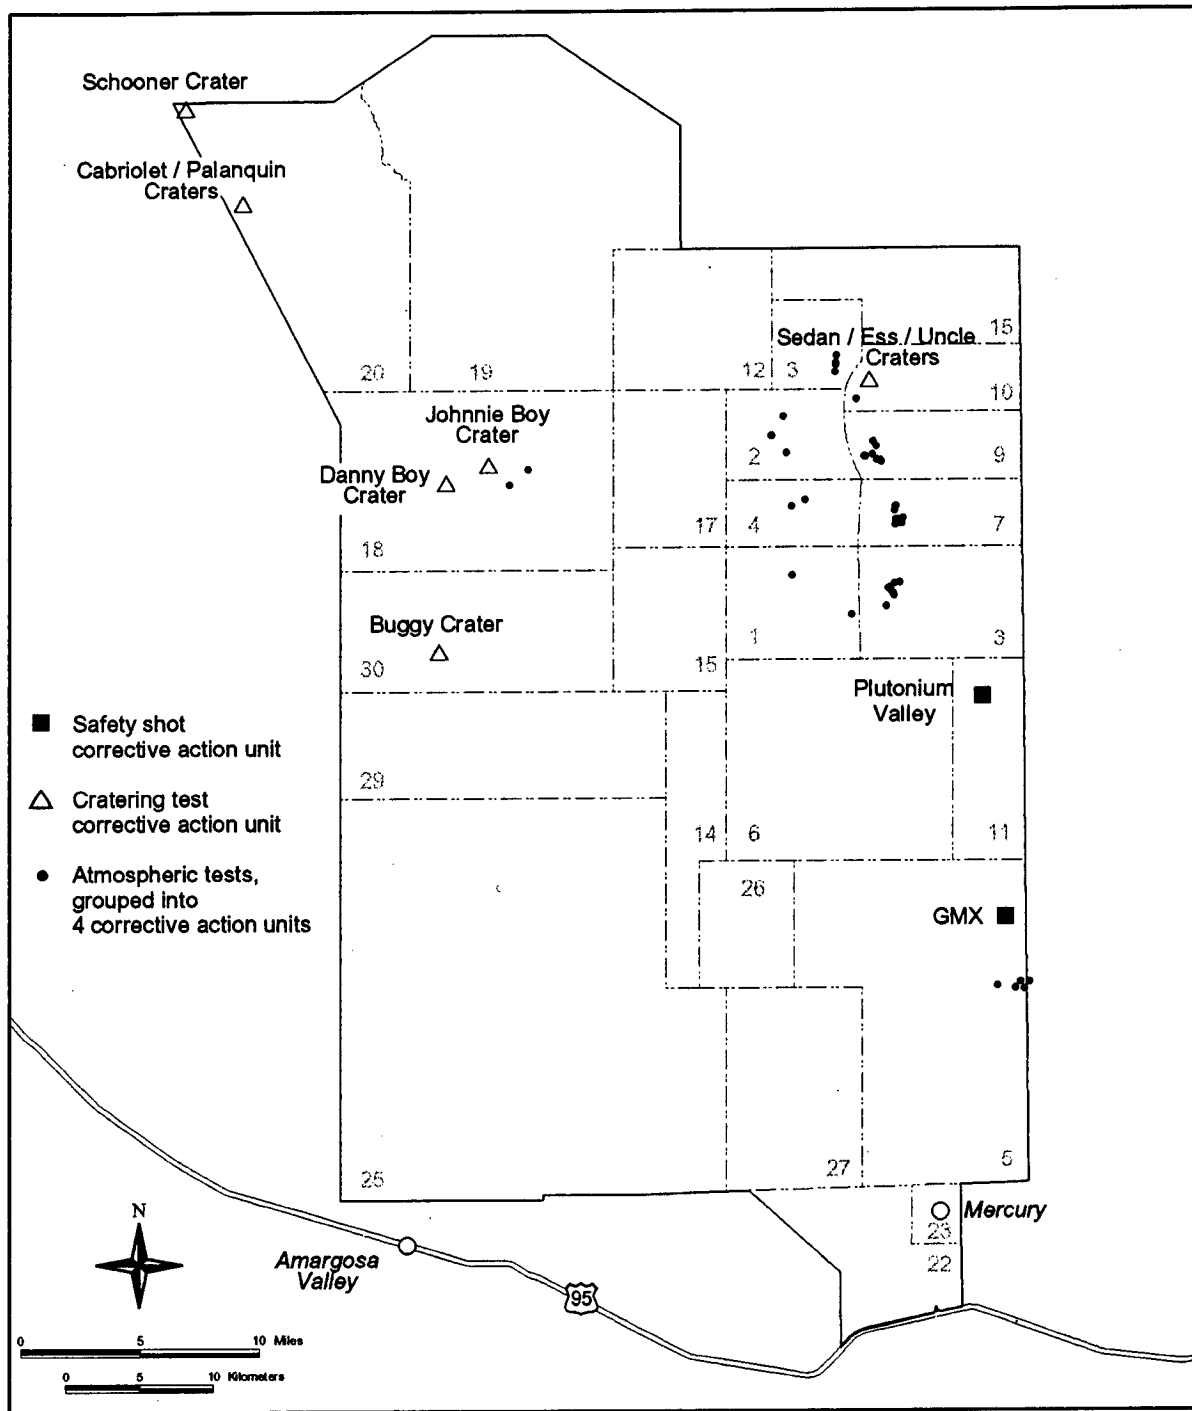 Schooner Crater
Cabriolet / Palanquin
Craters
15
Sedan / Ess / Uncle
Craters
20
19
12
3
10
Johnnie Boy
Crater
2
9
Danny Boy
Crater
17
4
7
18
Buggy Crater
1
3
30
15
Plutonium
Valley
Safety shot
corrective action unit
29
Cratering test
corrective action unit
14
6
11
Atmospheric tests,
grouped into
4 corrective action units
26
GMX
25
27
5
Mercury
23
22
N
Amargosa
Valley
95
0 5 10 Miles
0 5 10 Kilometers